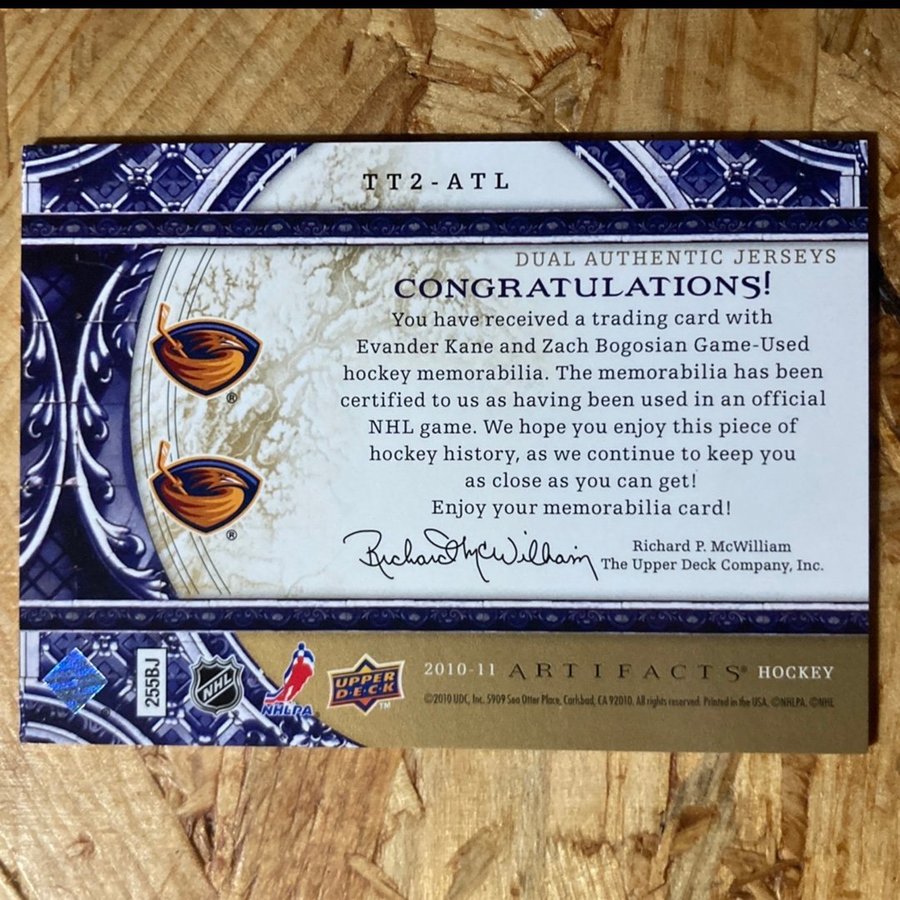 TT2-ATL
DUAL AUTHENTIC JERSEYS
CONGRATULATIONS!
You have received a trading card with
Evander Kane and Zach Bogosian Game-Used
hockey memorabilia. The memorabilia has been
certified to us as having been used in an official
NHL game. We hope you enjoy this piece of
hockey history, as we continue to keep you
as close as you can get!
Enjoy your memorabilia card!
®
®
Richard McWilliam
Richard P. McWilliam
The Upper Deck Company, Inc.
255BJ
NHL
NHLPA
UPPER DECK TM
2010-11 ARTIFACTS® HOCKEY
©2010 UDC, Inc. 5909 Sea Otter Place, Carlsbad, CA 92010. All rights reserved. Printed in the USA. ©NHLPA. ©NHL